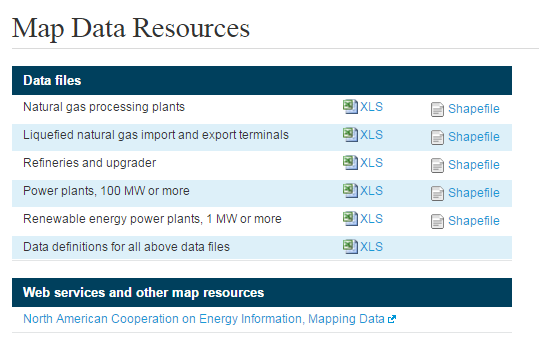 Map Data Resources
Data files
Natural gas processing plants XLS Shapefile
Liquefied natural gas import and export terminals XLS Shapefile
Refineries and upgrader XLS Shapefile
Power plants, 100 MW or more XLS Shapefile
Renewable energy power plants, 1 MW or more XLS Shapefile
Data definitions for all above data files XLS
Web services and other map resources
North American Cooperation on Energy Information, Mapping Data